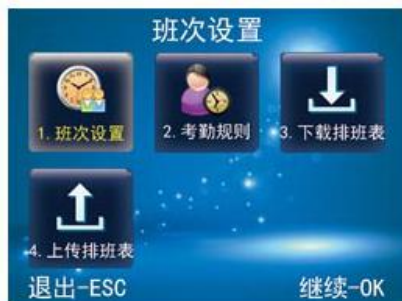 班次设置
1. 班次设置
2. 考勤规则
3. 下载排班表
4. 上传排班表
退出-ESC
继续-OK